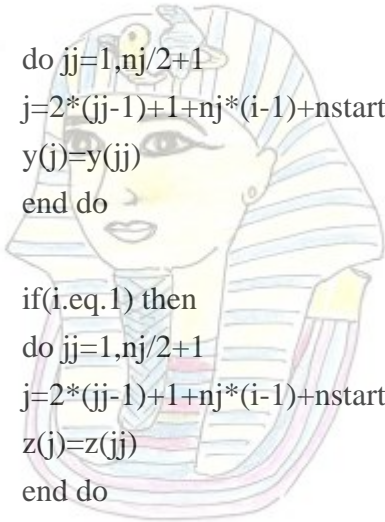 do jj=1,nj/2+1
j=2*(jj-1)+1+nj*(i-1)+nstart
y(j)=y(jj)
end do
if(i.eq.1) then
do jj=1,nj/2+1
j=2*(jj-1)+1+nj*(i-1)+nstart
z(j)=z(jj)
end do